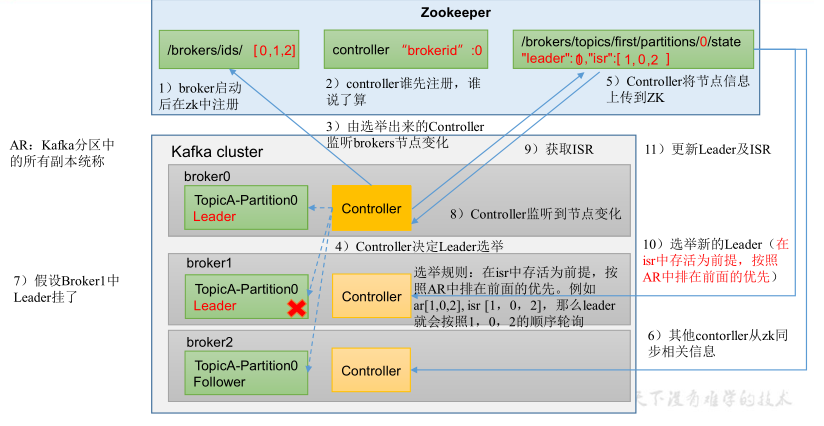 Zookeeper
/brokers/ids/ [ 0,1,2]
controller “brokerid”:0
/brokers/topics/first/partitions/0/state
"leader": ,"isr":[ 1, 0, 2 ]
1）broker启动
后在zk中注册
2）controller谁先注册，谁
说了算
5）Controller将节点信息
上传到ZK
3）由选举出来的Controller
监听brokers节点变化
AR：Kafka分区中
的所有副本统称
9）获取ISR
11）更新Leader及ISR
Kafka cluster
broker0
TopicA-Partition0
Leader
Controller
8）Controller监听到节点变化
4）Controller决定Leader选举
10）选举新的Leader（在
isr中存活为前提，按照
AR中排在前面的优先）
7）假设Broker1中
Leader挂了
broker1
TopicA-Partition0
Leader
Controller
选举规则：在isr中存活为前提，按
照AR中排在前面的优先。例如
ar[1,0,2], isr [1，0，2]，那么leader
就会按照1，0，2的顺序轮询
6）其他contorller从zk同
步相关信息
broker2
TopicA-Partition0
Follower
Controller
天下没有难学的技术